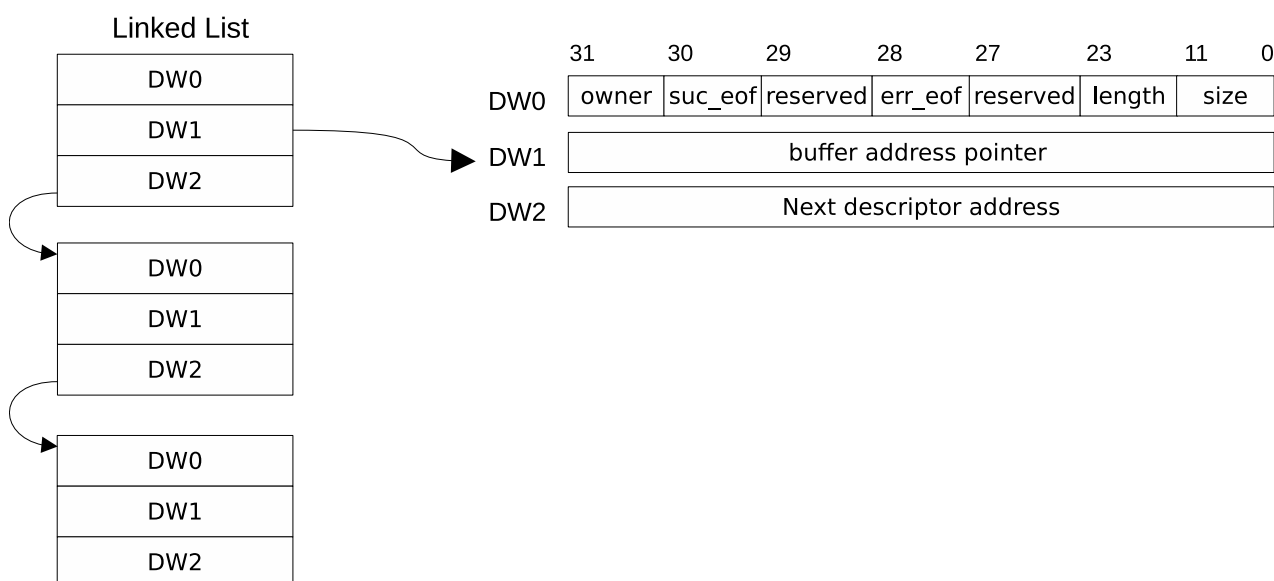 Linked List
DW0
DW1
DW2
DW0
DW1
DW2
DW0
DW1
DW2
31 30 29 28 27 23 11 0
DW0 owner suc_eof reserved err_eof reserved length size
DW1 buffer address pointer
DW2 Next descriptor address